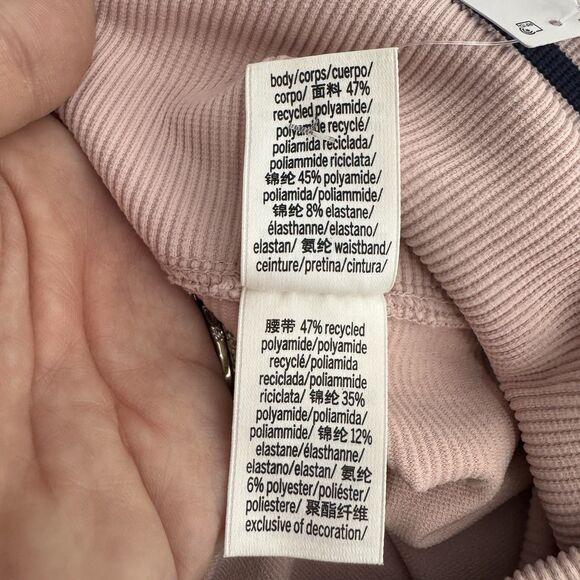 body/corps/cuerpo/
corpo/ 面料 47%
recycled polyamide/
polyamide recyclé/
poliamida reciclada/
poliammide riciclata/
锦纶 45% polyamide/
poliamida/poliammide/
锦纶 8% elastane/
élasthanne/elastano/
elastan/ 氨纶 waistband/
ceinture/pretina/cintura/
腰带 47% recycled
polyamide/polyamide
recyclé/poliamida
reciclada/poliammide
riciclata/ 锦纶 35%
polyamide/poliamida/
poliammide/ 锦纶 12%
elastane/élasthanne/
elastano/elastan/ 氨纶
6% polyester/poliéster/
poliestere/ 聚酯纤维
exclusive of decoration/